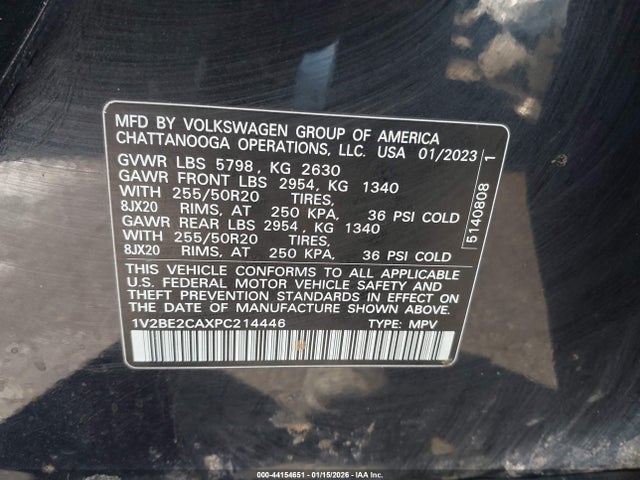 MFD BY VOLKSWAGEN GROUP OF AMERICA
CHATTANOOGA OPERATIONS, LLC. USA 01/2023
GVWR LBS 5798, KG 2630
GAWR FRONT LBS 2954, KG 1340
WITH 255/50R20 TIRES,
8JX20 RIMS, AT 250 KPA, 36 PSI COLD
GAWR REAR LBS 2954, KG 1340
WITH 255/50R20 TIRES,
8JX20 RIMS, AT 250 KPA, 36 PSI COLD
THIS VEHICLE CONFORMS TO ALL APPLICABLE
U.S. FEDERAL MOTOR VEHICLE SAFETY AND
THEFT PREVENTION STANDARDS IN EFFECT ON
THE DATE OF MANUFACTURE SHOWN ABOVE.
1V2BE2CAXPC214446 TYPE: MPV
5140808 1
000-44154651 - 01/15/2026 - IAA Inc.